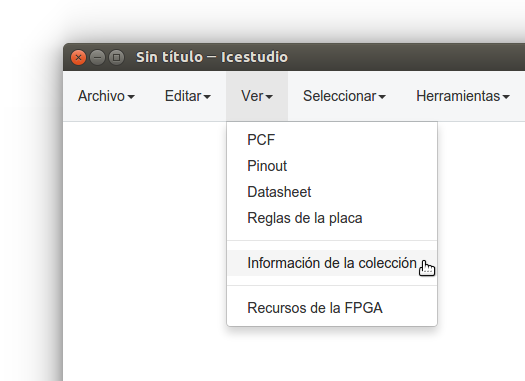 Sin título – Icestudio
Archivo Editar Ver Seleccionar Herramientas
PCF
Pinout
Datasheet
Reglas de la placa
Información de la colección
Recursos de la FPGA